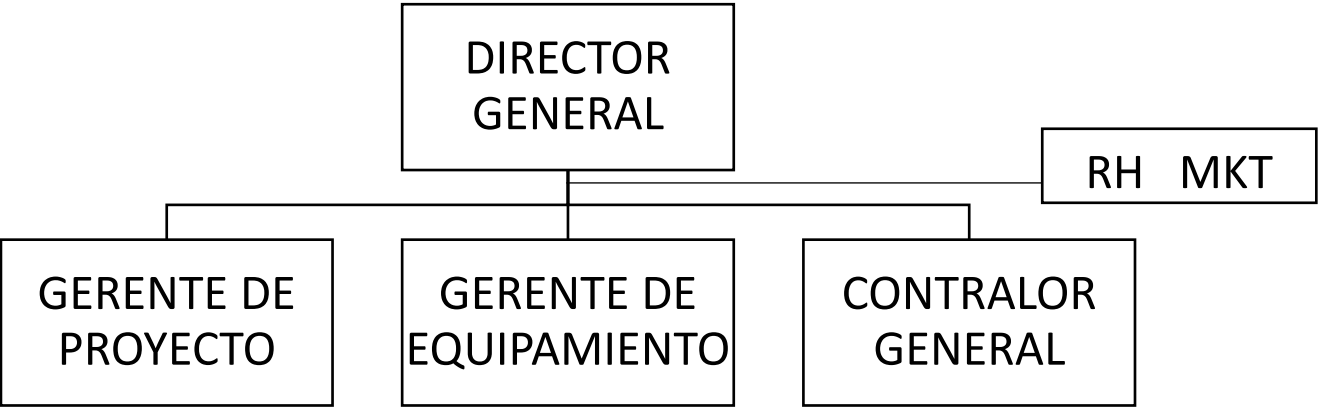 DIRECTOR
GENERAL
RH MKT
GERENTE DE
PROYECTO
GERENTE DE
EQUIPAMIENTO
CONTRALOR
GENERAL